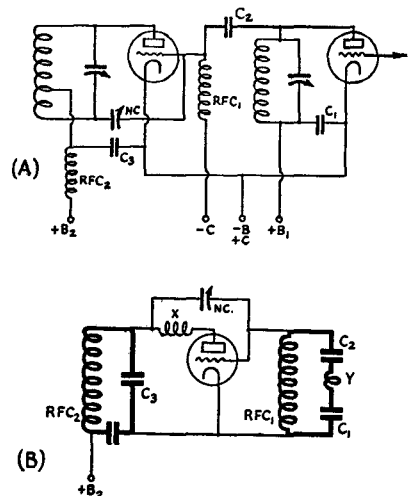 C₂
RFC₁
NC
C₁
(A)
C₃
RFC₂
+B₂
-C
-B
+C
+B₁
NC.
X
C₂
C₃
Y
RFC₂
RFC₁
C₁
(B)
+B₂